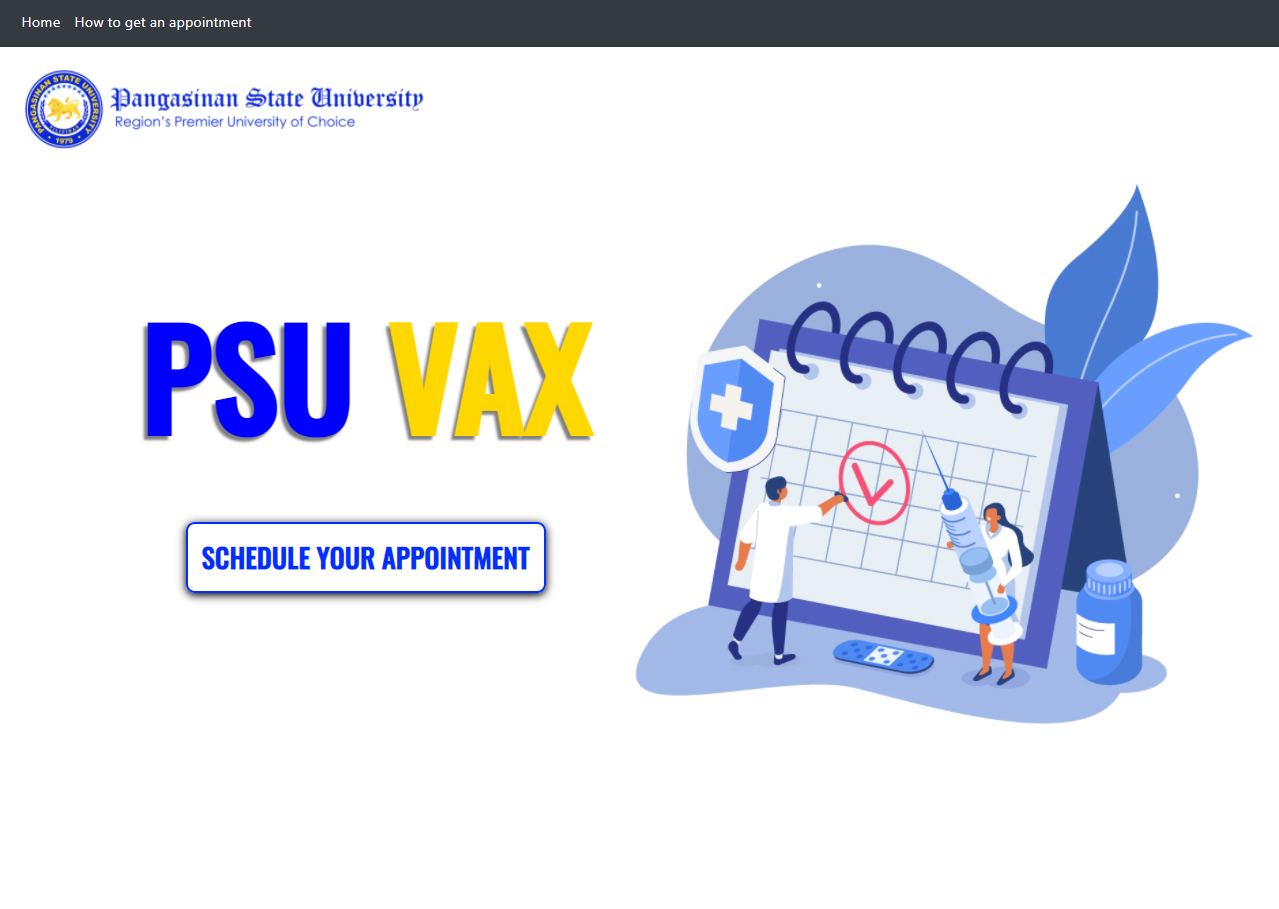 Home How to get an appointment
PANGASINAN STATE UNIVERSITY
1979
Pangasinan State University
Region's Premier University of Choice
PSU VAX
SCHEDULE YOUR APPOINTMENT